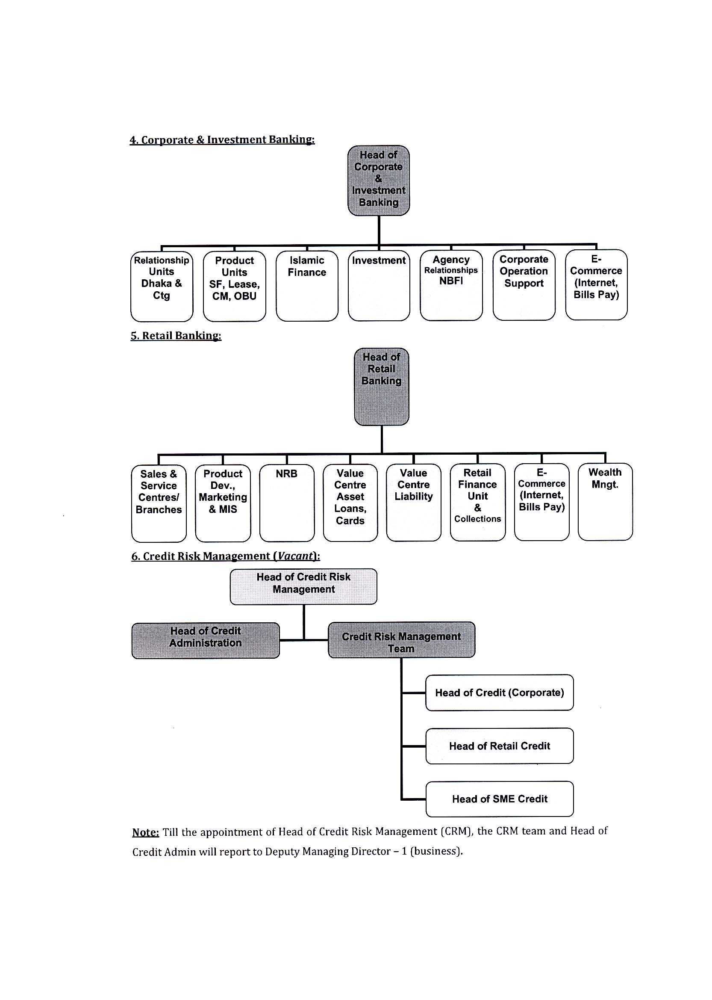 4. Corporate & Investment Banking:
Head of
Corporate
&
Investment
Banking
Relationship
Units
Dhaka &
Ctg
Product
Units
SF, Lease,
CM, OBU
Islamic
Finance
Investment
Agency
Relationships
NBFI
Corporate
Operation
Support
E-
Commerce
(Internet,
Bills Pay)
5. Retail Banking:
Head of
Retail
Banking
Sales &
Service
Centres/
Branches
Product
Dev.,
Marketing
& MIS
NRB
Value
Centre
Asset
Loans,
Cards
Value
Centre
Liability
Retail
Finance
Unit
&
Collections
E-
Commerce
(Internet,
Bills Pay)
Wealth
Mngt.
6. Credit Risk Management (Vacant):
Head of Credit Risk
Management
Head of Credit
Administration
Credit Risk Management
Team
Head of Credit (Corporate)
Head of Retail Credit
Head of SME Credit
Note: Till the appointment of Head of Credit Risk Management (CRM), the CRM team and Head of
Credit Admin will report to Deputy Managing Director – 1 (business).